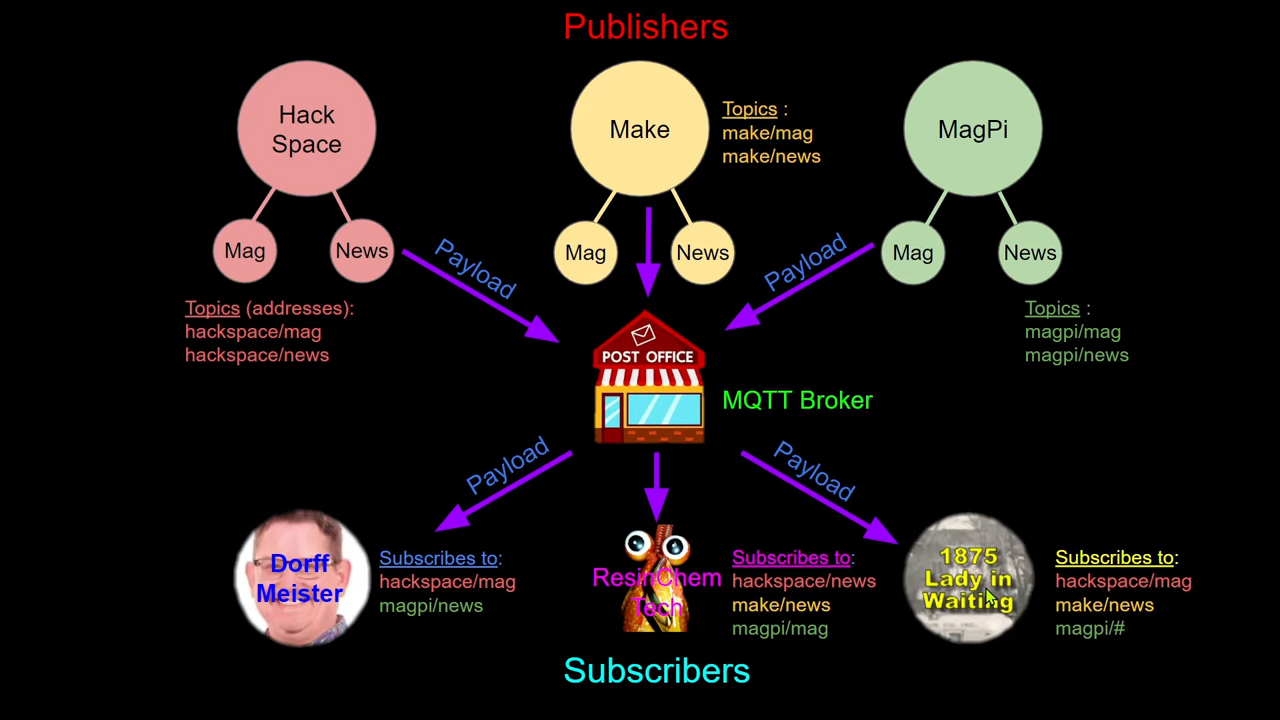 Publishers
Hack
Space
Mag
News
Topics (addresses):
hackspace/mag
hackspace/news
Make
Topics :
make/mag
make/news
Mag
News
MagPi
Mag
News
Topics :
magpi/mag
magpi/news
Payload
Payload
POST OFFICE
MQTT Broker
Payload
Payload
Dorff
Meister
Subscribes to:
hackspace/mag
magpi/news
ResinChem
Tech
Subscribes to:
hackspace/news
make/news
magpi/mag
1875
Lady in
Waiting
Subscribes to:
hackspace/mag
make/news
magpi/#
Subscribers